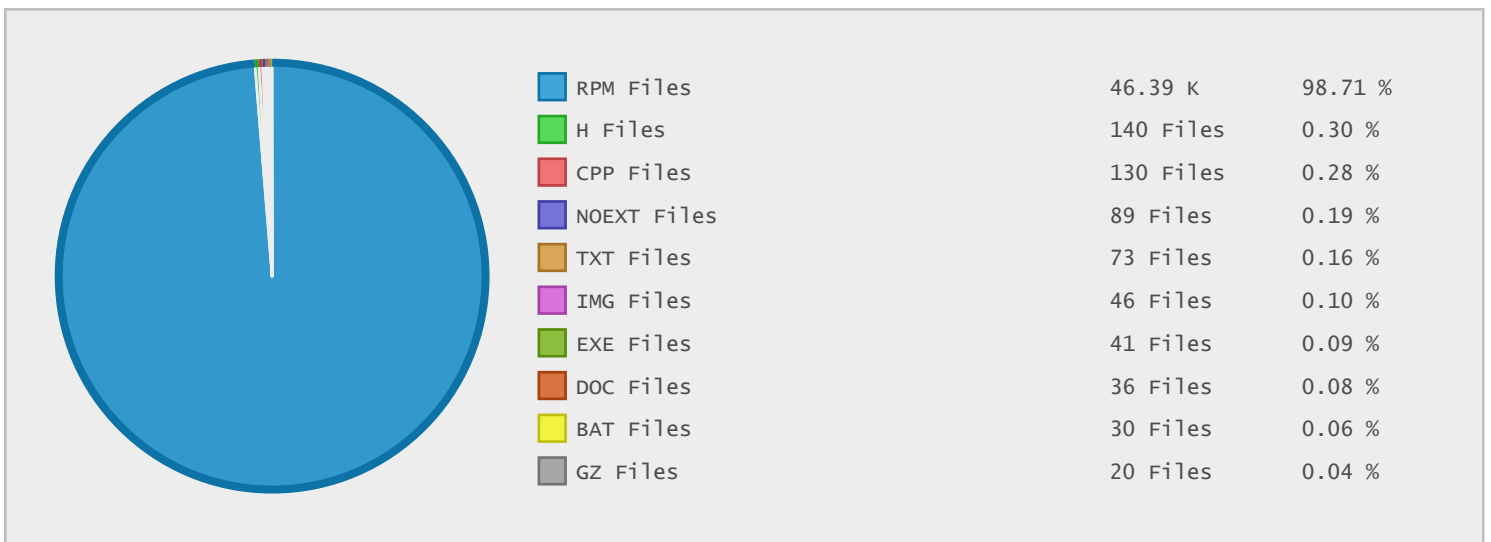 RPM Files 46.39 K 98.71 %
H Files 140 Files 0.30 %
CPP Files 130 Files 0.28 %
NOEXT Files 89 Files 0.19 %
TXT Files 73 Files 0.16 %
IMG Files 46 Files 0.10 %
EXE Files 41 Files 0.09 %
DOC Files 36 Files 0.08 %
BAT Files 30 Files 0.06 %
GZ Files 20 Files 0.04 %